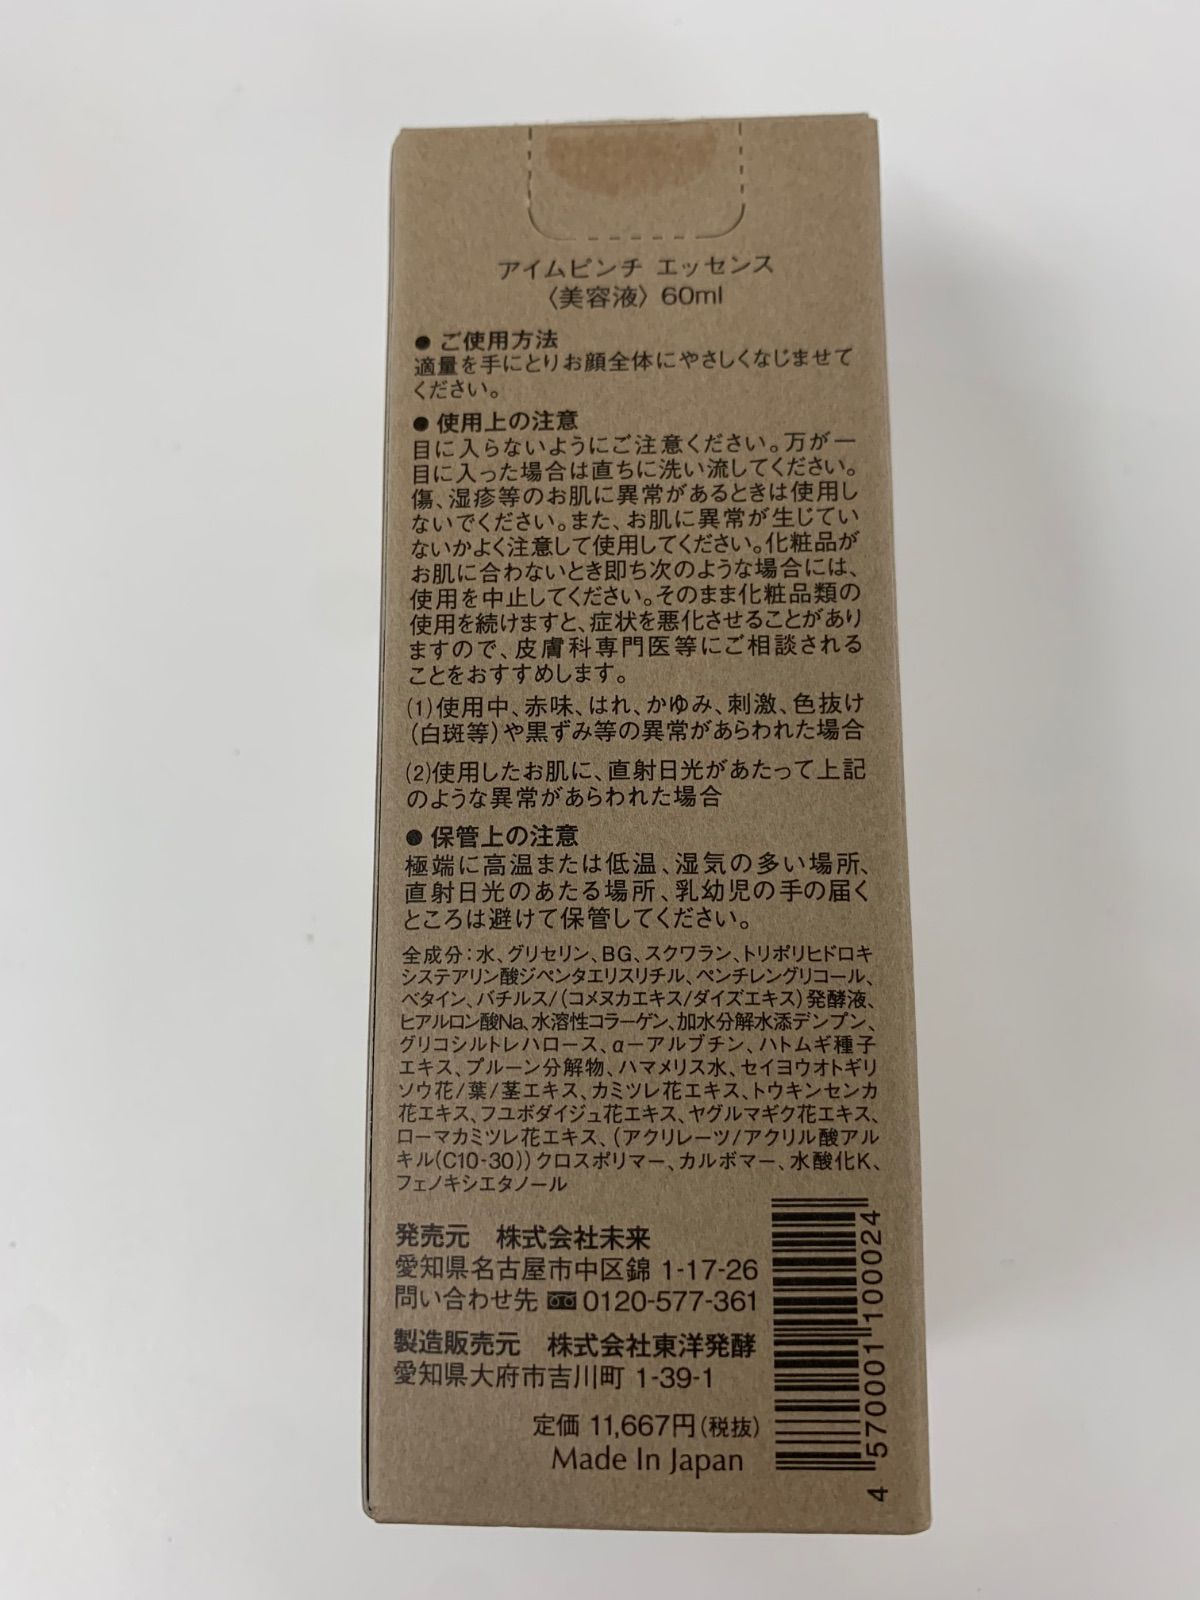 アイムピンチ エッセンス
〈美容液〉60ml
● ご使用方法
適量を手にとりお顔全体にやさしくなじませて
ください。
● 使用上の注意
目に入らないようにご注意ください。万が一
目に入った場合は直ちに洗い流してください。
傷、湿疹等のお肌に異常があるときは使用し
ないでください。また、お肌に異常が生じてい
ないかよく注意して使用してください。化粧品が
お肌に合わないとき即ち次のような場合には、
使用を中止してください。そのまま化粧品類の
使用を続けますと、症状を悪化させることがあり
ますので、皮膚科専門医等にご相談される
ことをおすすめします。
(1)使用中、赤味、はれ、かゆみ、刺激、色抜け
(白斑等)や黒ずみ等の異常があらわれた場合
(2)使用したお肌に、直射日光があたって上記
のような異常があらわれた場合
● 保管上の注意
極端に高温または低温、湿気の多い場所、
直射日光のあたる場所、乳幼児の手の届く
ところは避けて保管してください。
全成分:水、グリセリン、BG、スクワラン、トリポリヒドロキ
システアリン酸ジペンタエリスリチル、ペンチレングリコール、
ベタイン、バチルス/(コメヌカエキス/ダイズエキス)発酵液、
ヒアルロン酸Na、水溶性コラーゲン、加水分解水添デンプン、
グリコシルトレハロース、α-アルブチン、ハトムギ種子
エキス、プルーン分解物、ハマメリス水、セイヨウオトギリ
ソウ花/葉/茎エキス、カミツレ花エキス、トウキンセンカ
花エキス、フユボダイジュ花エキス、ヤグルマギク花エキス、
ローマカミツレ花エキス、(アクリレーツ/アクリル酸アル
キル(C10-30))クロスポリマー、カルボマー、水酸化K、
フェノキシエタノール
発売元 株式会社未来
愛知県名古屋市中区錦 1-17-26
問い合わせ先 0120-577-361
製造販売元 株式会社東洋発酵
愛知県大府市吉川町 1-39-1
定価 11,667円(税抜)
Made In Japan
4 570001 100024